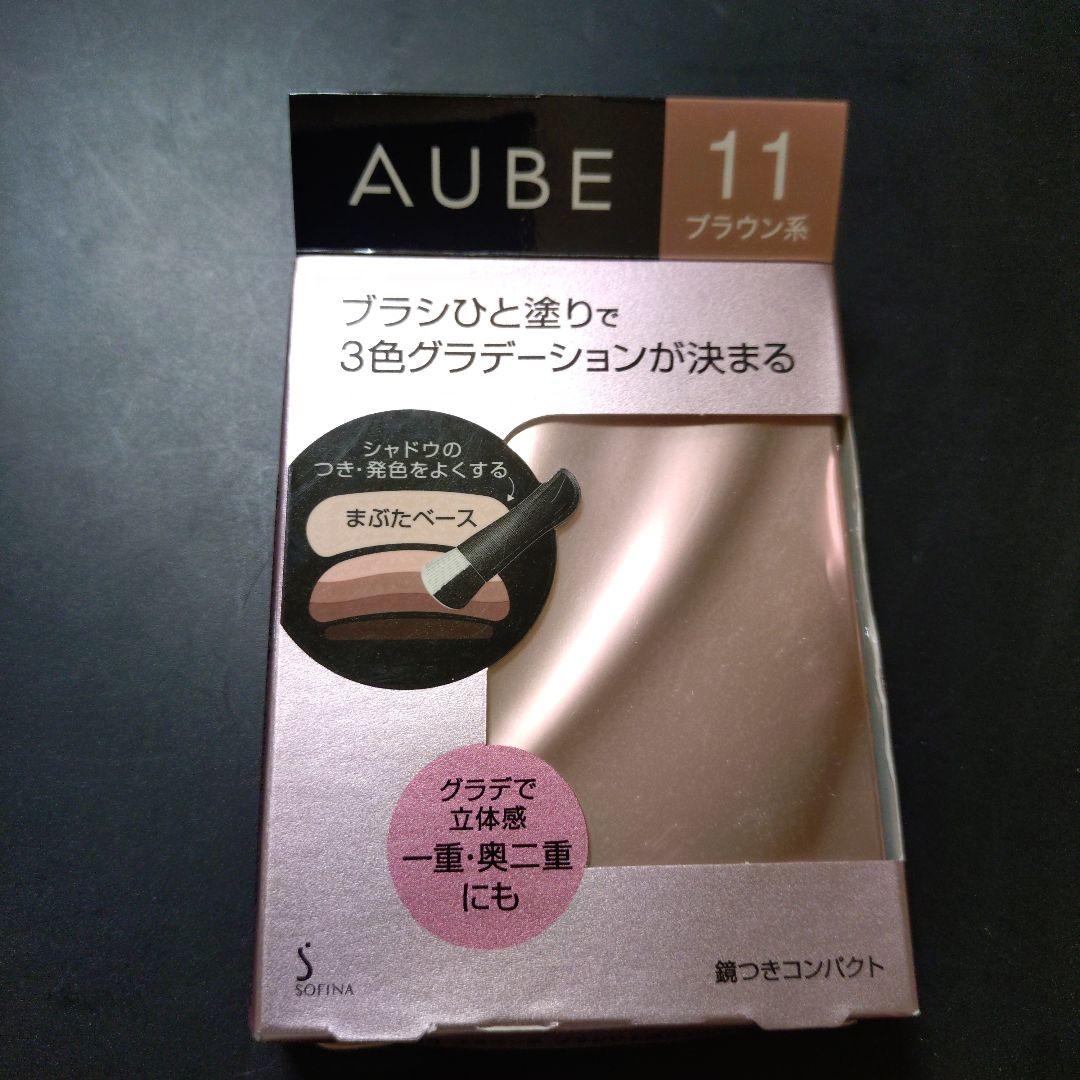 AUBE
11
ブラウン系
ブラシひと塗りで
3色グラデーションが決まる
シャドウの
つき・発色をよくする
まぶたベース
グラデで
立体感
一重・奥二重
にも
SOFINA
鏡つきコンパクト